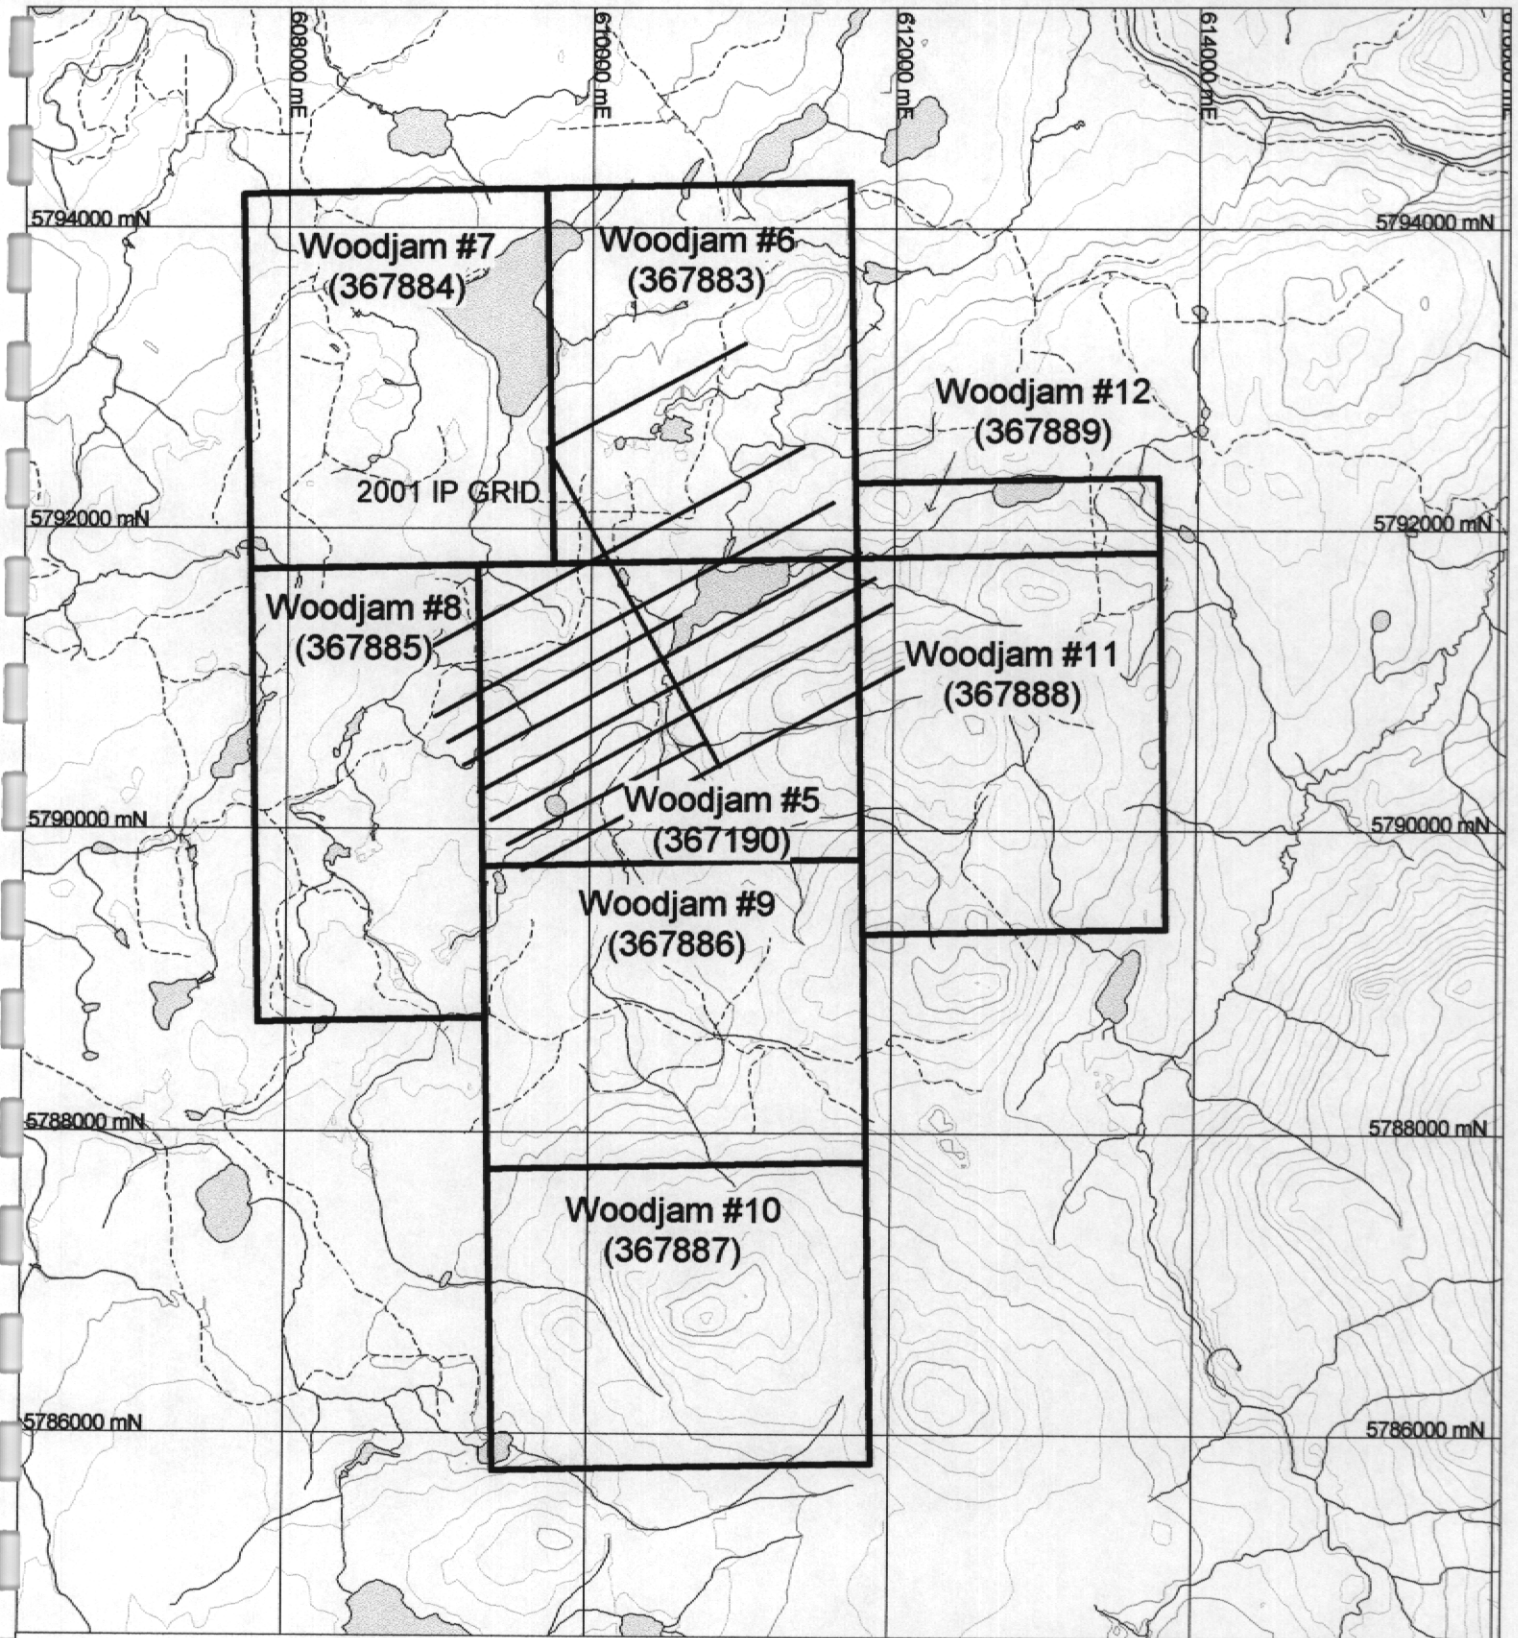 608000 mE
610000 mE
612000 mE
614000 mE
5794000 mN
5794000 mN
Woodjam #7
(367884)
Woodjam #6
(367883)
Woodjam #12
(367889)
2001 IP GRID
5792000 mN
5792000 mN
Woodjam #8
(367885)
Woodjam #11
(367888)
Woodjam #5
(367190)
5790000 mN
5790000 mN
Woodjam #9
(367886)
5788000 mN
5788000 mN
Woodjam #10
(367887)
5786000 mN
5786000 mN